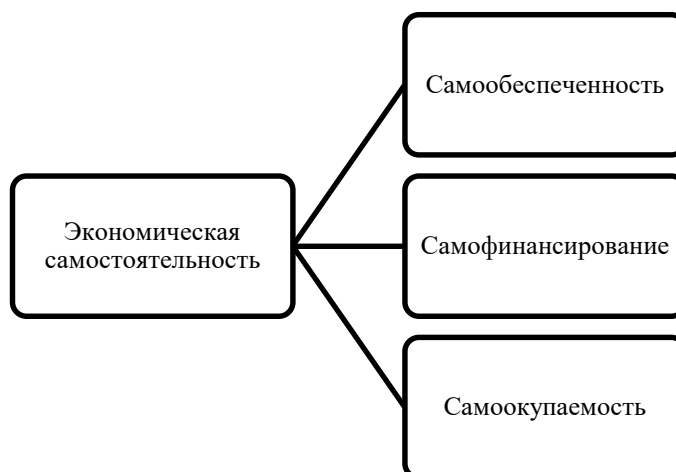 Самообеспеченность
Экономическая
самостоятельность
Самофинансирование
Самоокупаемость